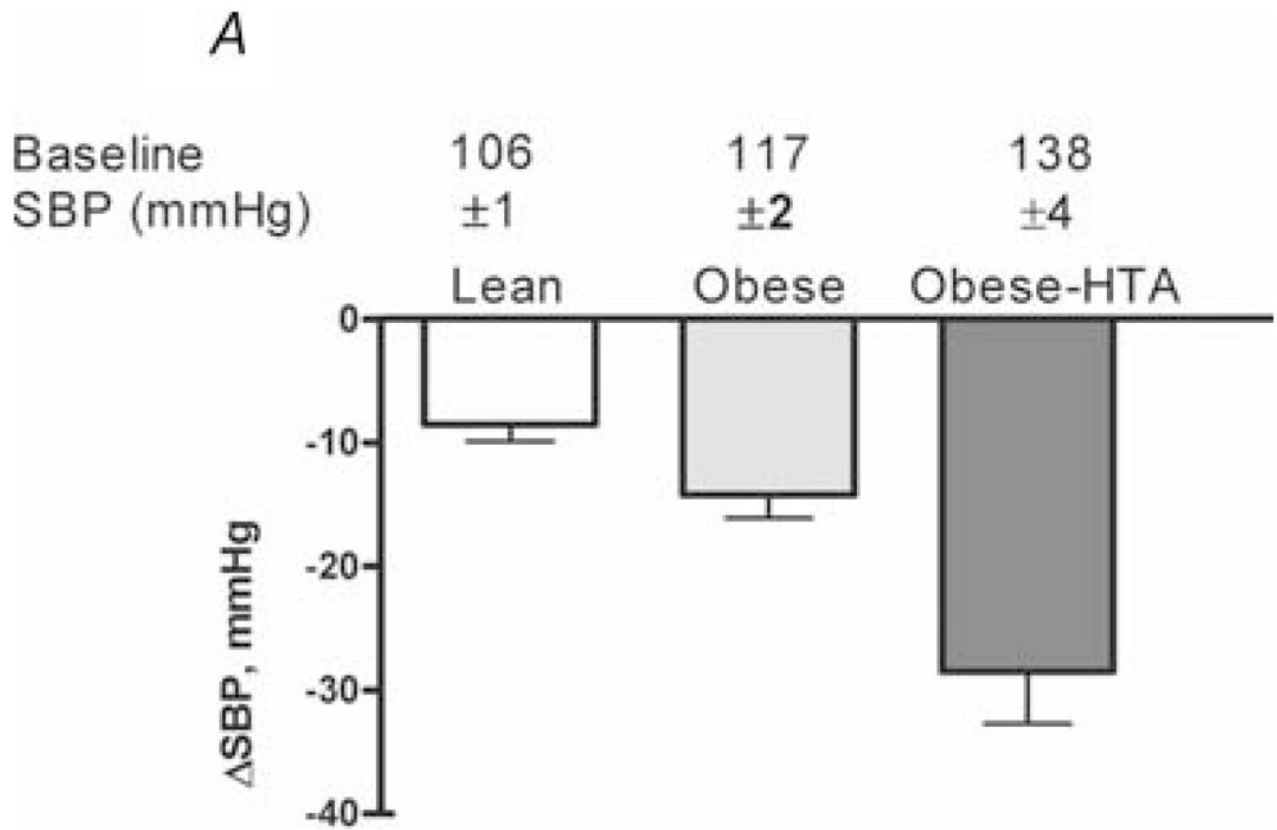 A
Baseline 106 117 138
SBP (mmHg) ±1 ±2 ±4
Lean Obese Obese-HTA
0
-10
-20
-30
-40
ΔSBP, mmHg